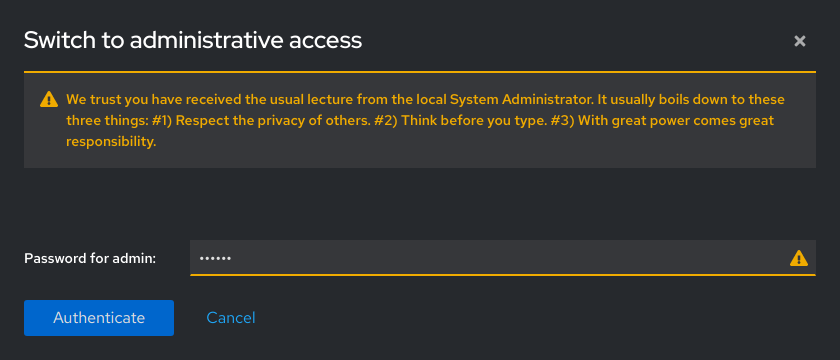 Switch to administrative access
We trust you have received the usual lecture from the local System Administrator. It usually boils down to these
three things: #1) Respect the privacy of others. #2) Think before you type. #3) With great power comes great
responsibility.
Password for admin: ••••••
Authenticate Cancel